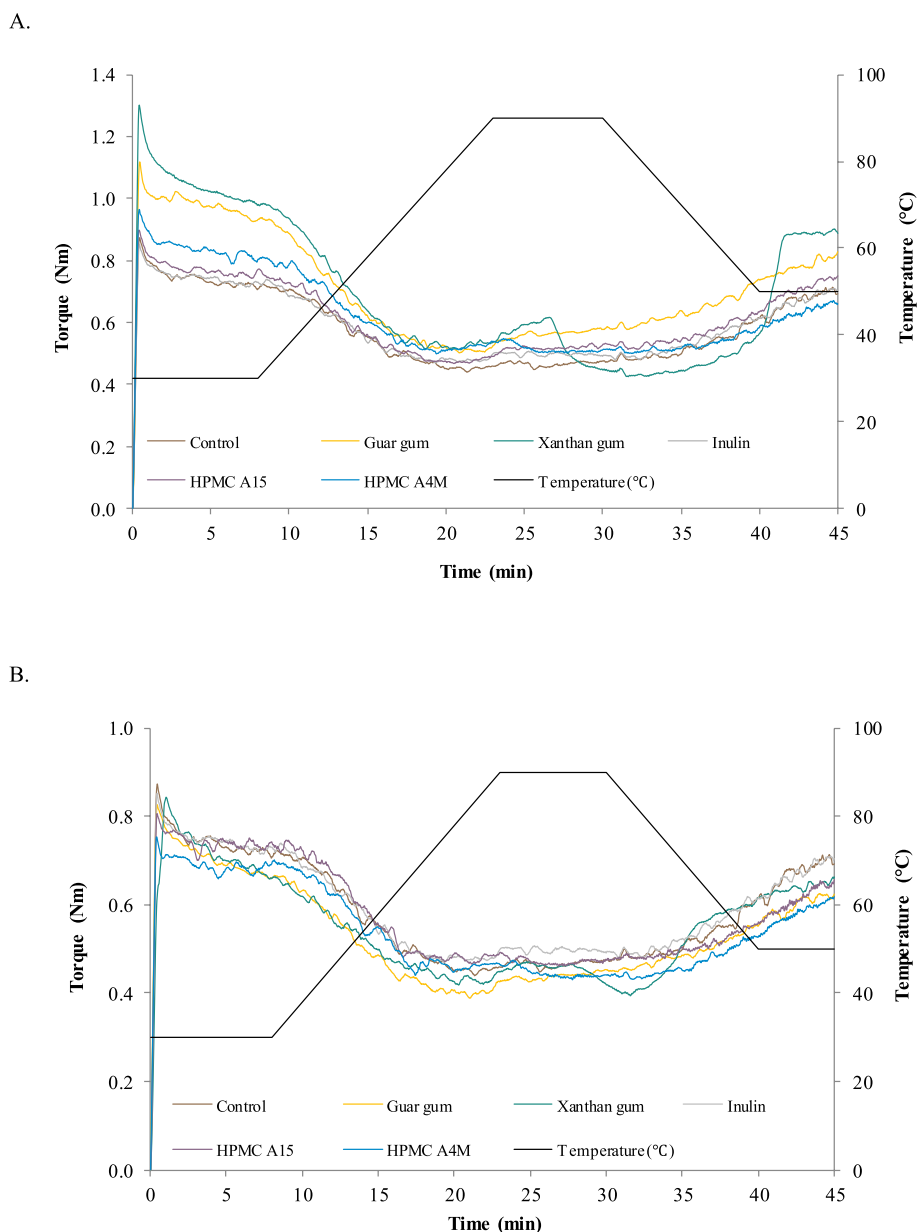 A.
1.4
1.2
1.0
0.8
0.6
0.4
0.2
0.0
Torque (Nm)
100
80
60
40
20
0
Temperature (°C)
Control
Guar gum
Xanthan gum
Inulin
HPMC A15
HPMC A4M
Temperature(°C)
0 5 10 15 20 25 30 35 40 45
Time (min)
B.
1.0
0.8
0.6
0.4
0.2
0.0
Torque (Nm)
100
80
60
40
20
0
Temperature (°C)
Control
Guar gum
Xanthan gum
Inulin
HPMC A15
HPMC A4M
Temperature(°C)
0 5 10 15 20 25 30 35 40 45
Time (min)